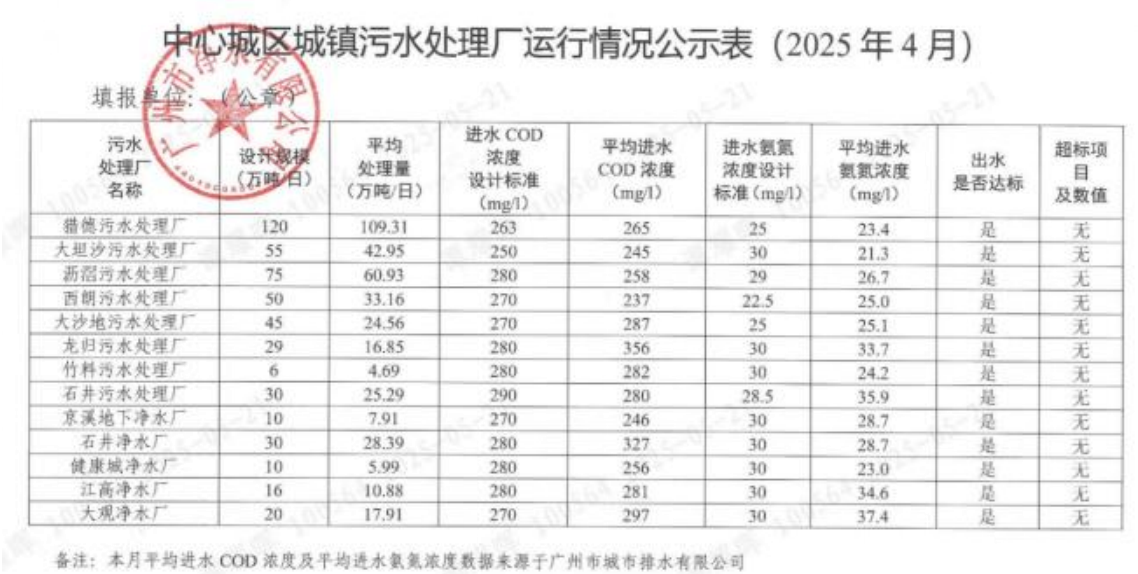 中心城区城镇污水处理厂运行情况公示表（2025 年 4 月）
填报单位：（公章）
广州市净水有限公司
污水处理厂名称 设计规模（万吨/日） 平均处理量（万吨/日） 进水 COD 浓度设计标准（mg/l） 平均进水 COD 浓度（mg/l） 进水氨氮浓度设计标准（mg/l） 平均进水氨氮浓度（mg/l） 出水是否达标 超标项目及数值
猎德污水处理厂 120 109.31 263 265 25 23.4 是 无
大坦沙污水处理厂 55 42.95 250 245 30 21.3 是 无
沥滘污水处理厂 75 60.93 280 258 29 26.7 是 无
西朗污水处理厂 50 33.16 270 237 22.5 25.0 是 无
大沙地污水处理厂 45 24.56 270 287 25 25.1 是 无
龙归污水处理厂 29 16.85 280 356 30 33.7 是 无
竹料污水处理厂 6 4.69 280 282 30 24.2 是 无
石井污水处理厂 30 25.29 290 280 28.5 35.9 是 无
京溪地下净水厂 10 7.91 270 246 30 28.7 是 无
石井净水厂 30 28.39 280 327 30 28.7 是 无
健康城净水厂 10 5.99 280 256 30 23.0 是 无
江高净水厂 16 10.88 280 281 30 34.6 是 无
大观净水厂 20 17.91 270 297 30 37.4 是 无
备注：本月平均进水 COD 浓度及平均进水氨氮浓度数据来源于广州市城市排水有限公司